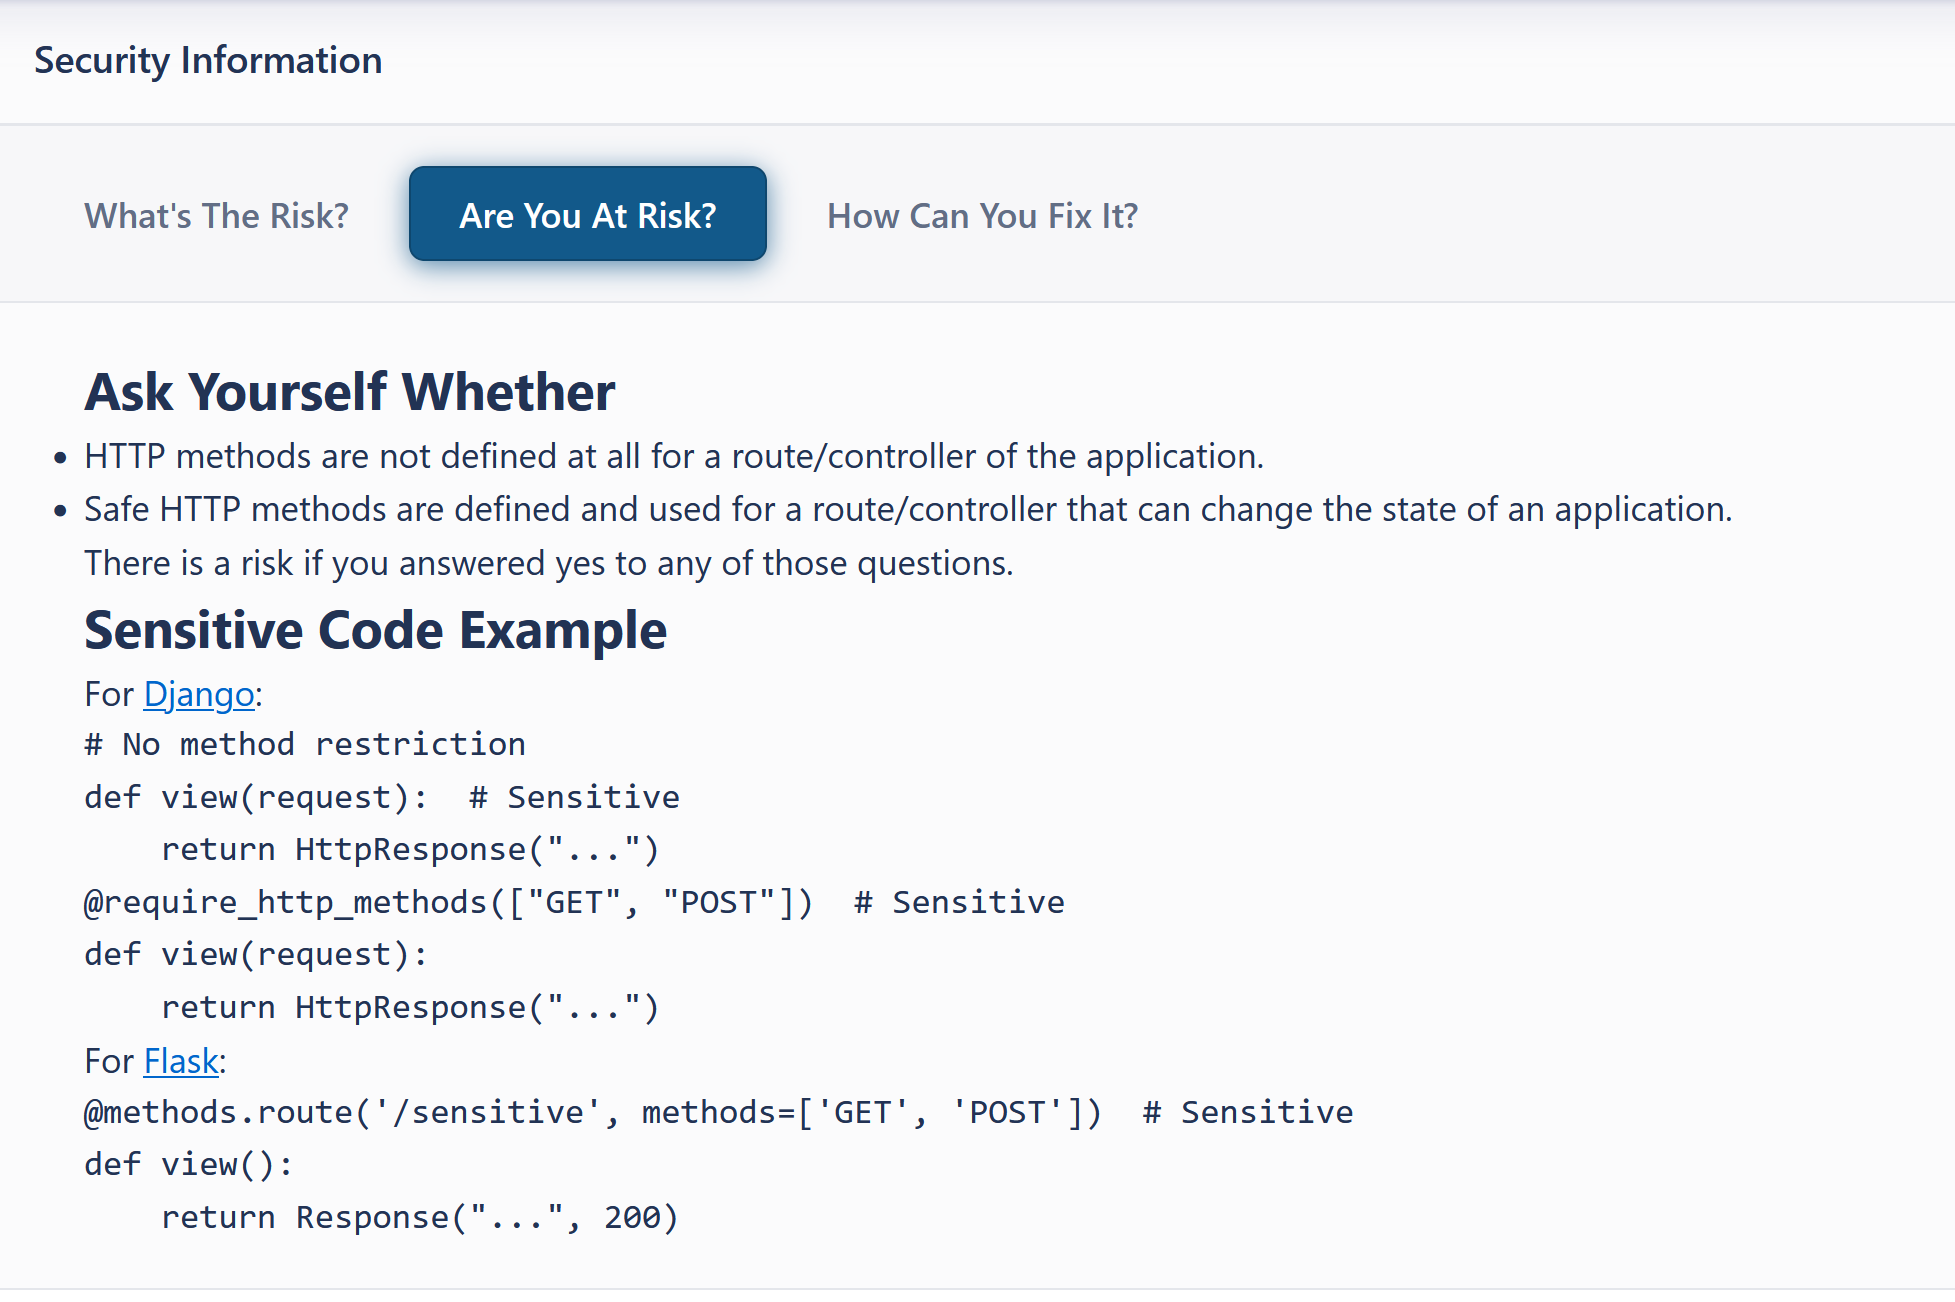 Security Information
What's The Risk?
Are You At Risk?
How Can You Fix It?
Ask Yourself Whether
• HTTP methods are not defined at all for a route/controller of the application.
• Safe HTTP methods are defined and used for a route/controller that can change the state of an application.
There is a risk if you answered yes to any of those questions.
Sensitive Code Example
For Django:
# No method restriction
def view(request):  # Sensitive
    return HttpResponse("...")
@require_http_methods(["GET", "POST"])  # Sensitive
def view(request):
    return HttpResponse("...")
For Flask:
@methods.route('/sensitive', methods=['GET', 'POST'])  # Sensitive
def view():
    return Response("...", 200)